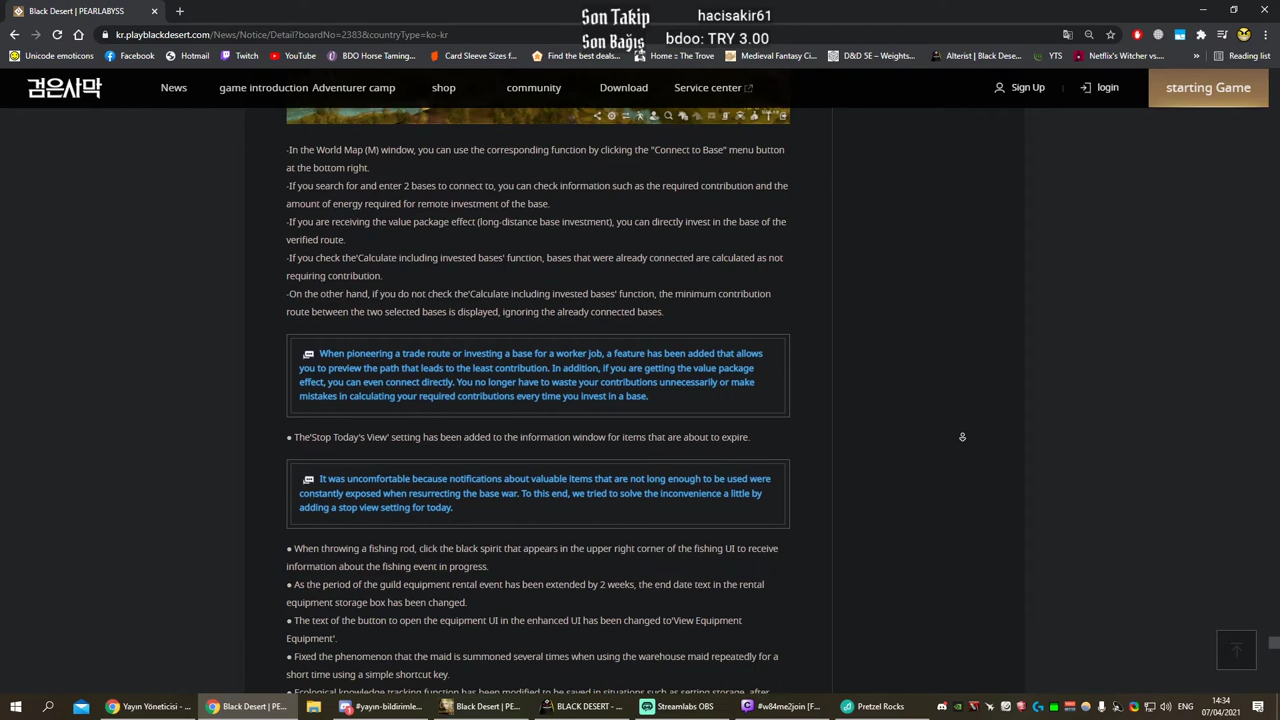 Black Desert | PEARLABYSS
Son Takip
hacisakir61
Son Bağış
bdoo: TRY 3.00
kr.playblackdesert.com/News/Notice/Detail?boardNo=2383&countryType=ko-kr
Unicode emoticons
YouTube
Twitch
BDO Horse Taming...
Card Sleeve Sizes f...
Find the best deals...
Home :: The Trove
Medieval Fantasy Ci...
D&D 5E – Weights...
Alterist | Black Deser...
YTS
Netflix's Witcher vs...
Reading list
검은사막
News
game introduction
Adventurer camp
shop
community
Download
Service center
Sign Up
login
starting Game
-In the World Map (M) window, you can use the corresponding function by clicking the "Connect to Base" menu button
at the bottom right.
-If you search for and enter 2 bases to connect to, you can check information such as the required contribution and the
amount of energy required for remote investment of the base.
-If you are receiving the value package effect (long-distance base investment), you can directly invest in the base of the
verified route.
-If you check the'Calculate including invested bases' function, bases that were already connected are calculated as not
requiring contribution.
-On the other hand, if you do not check the'Calculate including invested bases' function, the minimum contribution
route between the two selected bases is displayed, ignoring the already connected bases.
When pioneering a trade route or investing a base for a worker job, a feature has been added that allows
you to preview the path that leads to the least contribution. In addition, if you are getting the value package
effect, you can even connect directly. You no longer have to waste your contributions unnecessarily or make
mistakes in calculating your required contributions every time you invest in a base.
● The'Stop Today's View' setting has been added to the information window for items that are about to expire.
It was uncomfortable because notifications about valuable items that are not long enough to be used were
constantly exposed when resurrecting the base war. To this end, we tried to solve the inconvenience a little by
adding a stop view setting for today.
● When throwing a fishing rod, click the black spirit that appears in the upper right corner of the fishing UI to receive
information about the fishing event in progress.
● As the period of the guild equipment rental event has been extended by 2 weeks, the end date text in the rental
equipment storage box has been changed.
● The text of the button to open the equipment UI in the enhanced UI has been changed to'View Equipment
Equipment'.
● Fixed the phenomenon that the maid is summoned several times when using the warehouse maid repeatedly for a
short time using a simple shortcut key.
● Ecological knowledge tracking function has been modified to be saved in situations such as setting storage, after
Yayın Yöneticisi - ...
Black Desert | PE...
#yayın-bildirimle...
Black Desert | PE...
BLACK DESERT - ...
Streamlabs OBS
#w84me2join | F...
Pretzel Rocks
14:34
07/04/2021